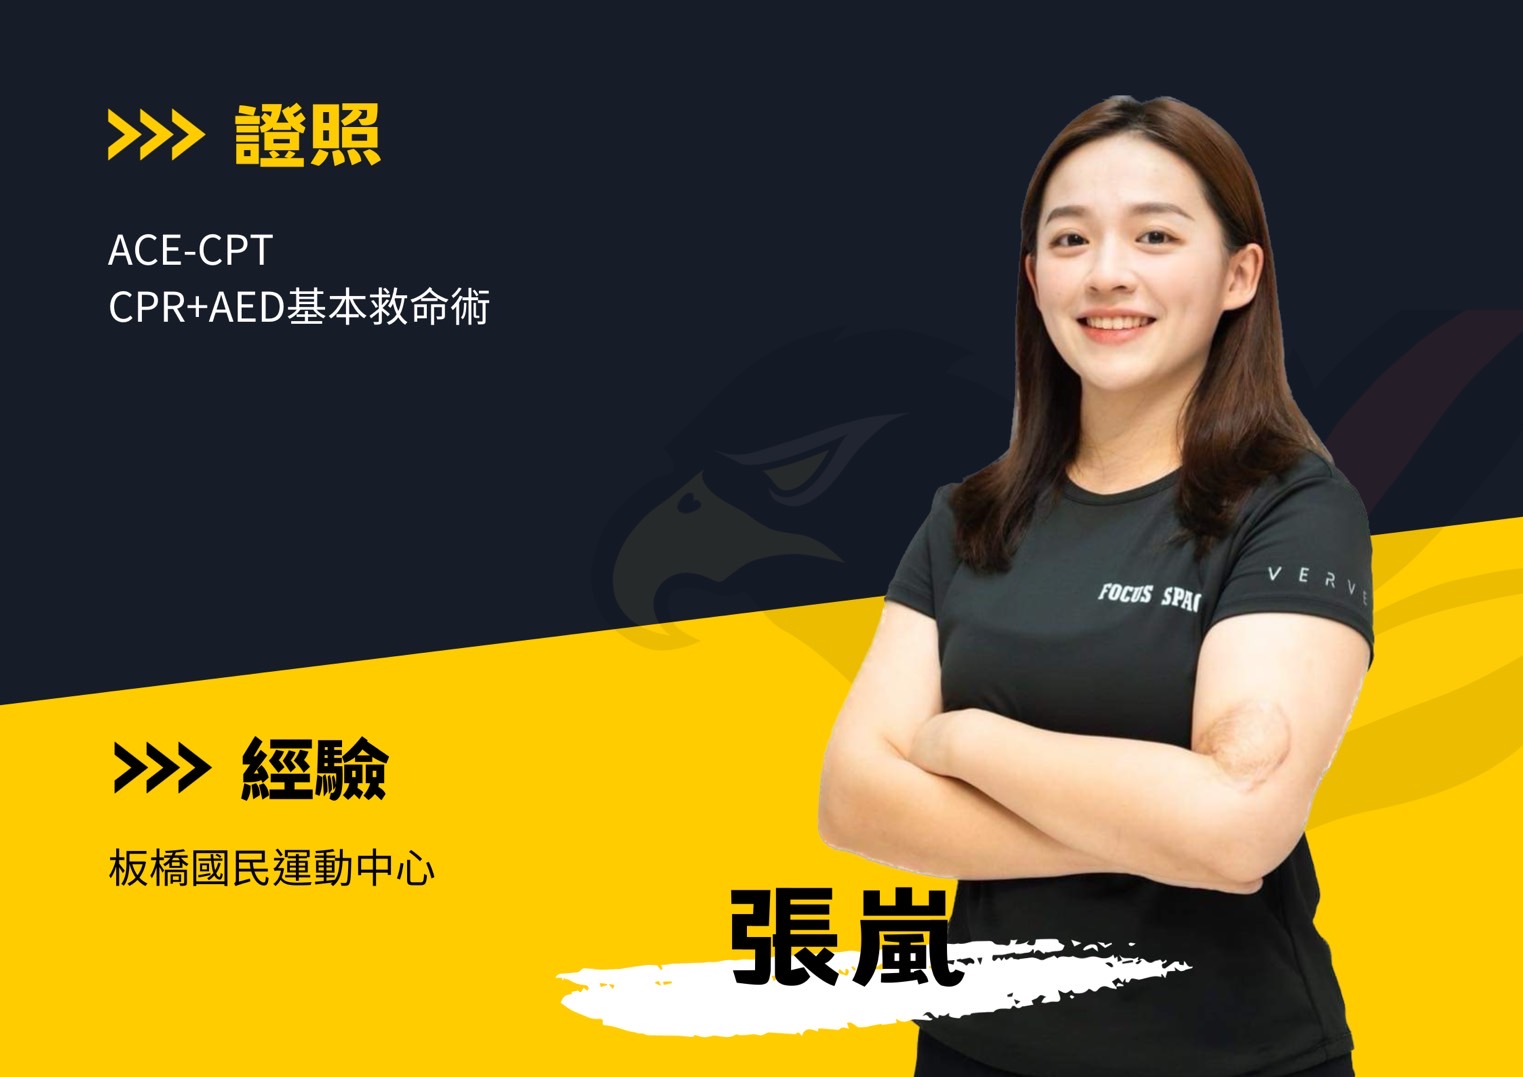 >>> 證照
ACE-CPT
CPR+AED基本救命術
FOCUS SPAC
VERVE
>>> 經驗
板橋國民運動中心
張嵐